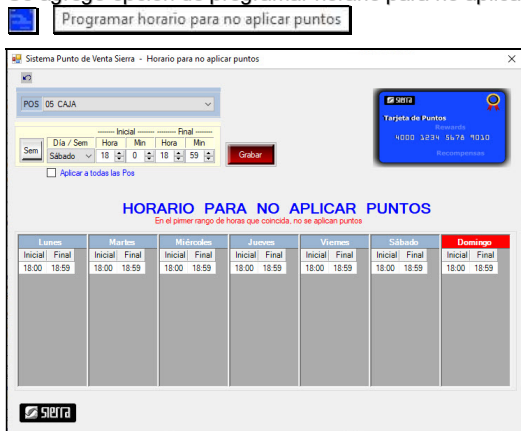 Programar horario para no aplicar puntos
Sistema Punto de Venta Sierra - Horario para no aplicar puntos
POS 05 CAJA
SIERRA
Tarjeta de Puntos
Rewards
4000 1234 5678 9010
Recompensas
-------- Inicial -------- -------- Final --------
Sem Día / Sem Hora Min Hora Min
Sábado 18 0 18 59 Grabar
Aplicar a todas las Pos
HORARIO PARA NO APLICAR PUNTOS
En el pimer rango de horas que coincida, no se aplican puntos
Lunes Martes Miércoles Jueves Viernes Sábado Domingo
Inicial Final Inicial Final Inicial Final Inicial Final Inicial Final Inicial Final Inicial Final
18:00 18:59 18:00 18:59 18:00 18:59 18:00 18:59 18:00 18:59 18:00 18:59 18:00 18:59
SIERRA